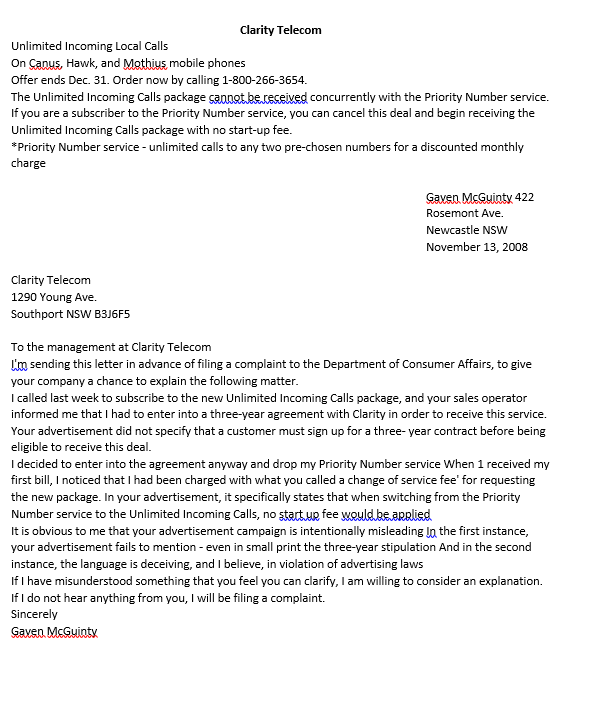 Clarity Telecom
Unlimited Incoming Local Calls
On Canus, Hawk, and Mothius mobile phones
Offer ends Dec. 31. Order now by calling 1-800-266-3654.
The Unlimited Incoming Calls package cannot be received concurrently with the Priority Number service.
If you are a subscriber to the Priority Number service, you can cancel this deal and begin receiving the
Unlimited Incoming Calls package with no start-up fee.
*Priority Number service - unlimited calls to any two pre-chosen numbers for a discounted monthly
charge
Gaven McGuinty 422
Rosemont Ave.
Newcastle NSW
November 13, 2008
Clarity Telecom
1290 Young Ave.
Southport NSW B3J6F5
To the management at Clarity Telecom
I'm sending this letter in advance of filing a complaint to the Department of Consumer Affairs, to give
your company a chance to explain the following matter.
I called last week to subscribe to the new Unlimited Incoming Calls package, and your sales operator
informed me that I had to enter into a three-year agreement with Clarity in order to receive this service.
Your advertisement did not specify that a customer must sign up for a three- year contract before being
eligible to receive this deal.
I decided to enter into the agreement anyway and drop my Priority Number service When 1 received my
first bill, I noticed that I had been charged with what you called a change of service fee' for requesting
the new package. In your advertisement, it specifically states that when switching from the Priority
Number service to the Unlimited Incoming Calls, no start up fee would be applied
It is obvious to me that your advertisement campaign is intentionally misleading In the first instance,
your advertisement fails to mention - even in small print the three-year stipulation And in the second
instance, the language is deceiving, and I believe, in violation of advertising laws
If I have misunderstood something that you feel you can clarify, I am willing to consider an explanation.
If I do not hear anything from you, I will be filing a complaint.
Sincerely
Gaven McGuinty